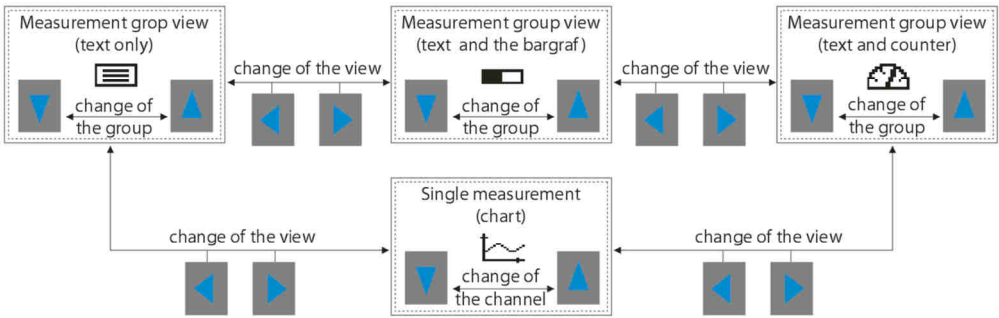 Measurement grop view
(text only)
change of
the group
change of the view
Measurement group view
(text and the bargraf)
change of
the group
change of the view
Measurement group view
(text and counter)
change of
the group
change of the view
Single measurement
(chart)
change of
the channel
change of the view